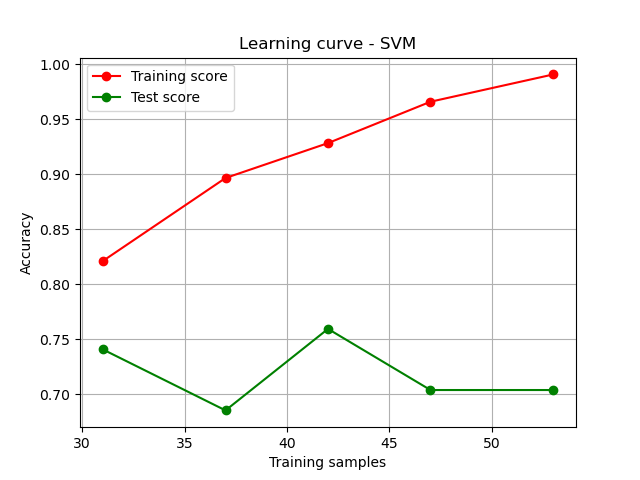 Learning curve - SVM
Training score
Test score
1.00
0.95
0.90
0.85
0.80
0.75
0.70
Accuracy
30 35 40 45 50
Training samples